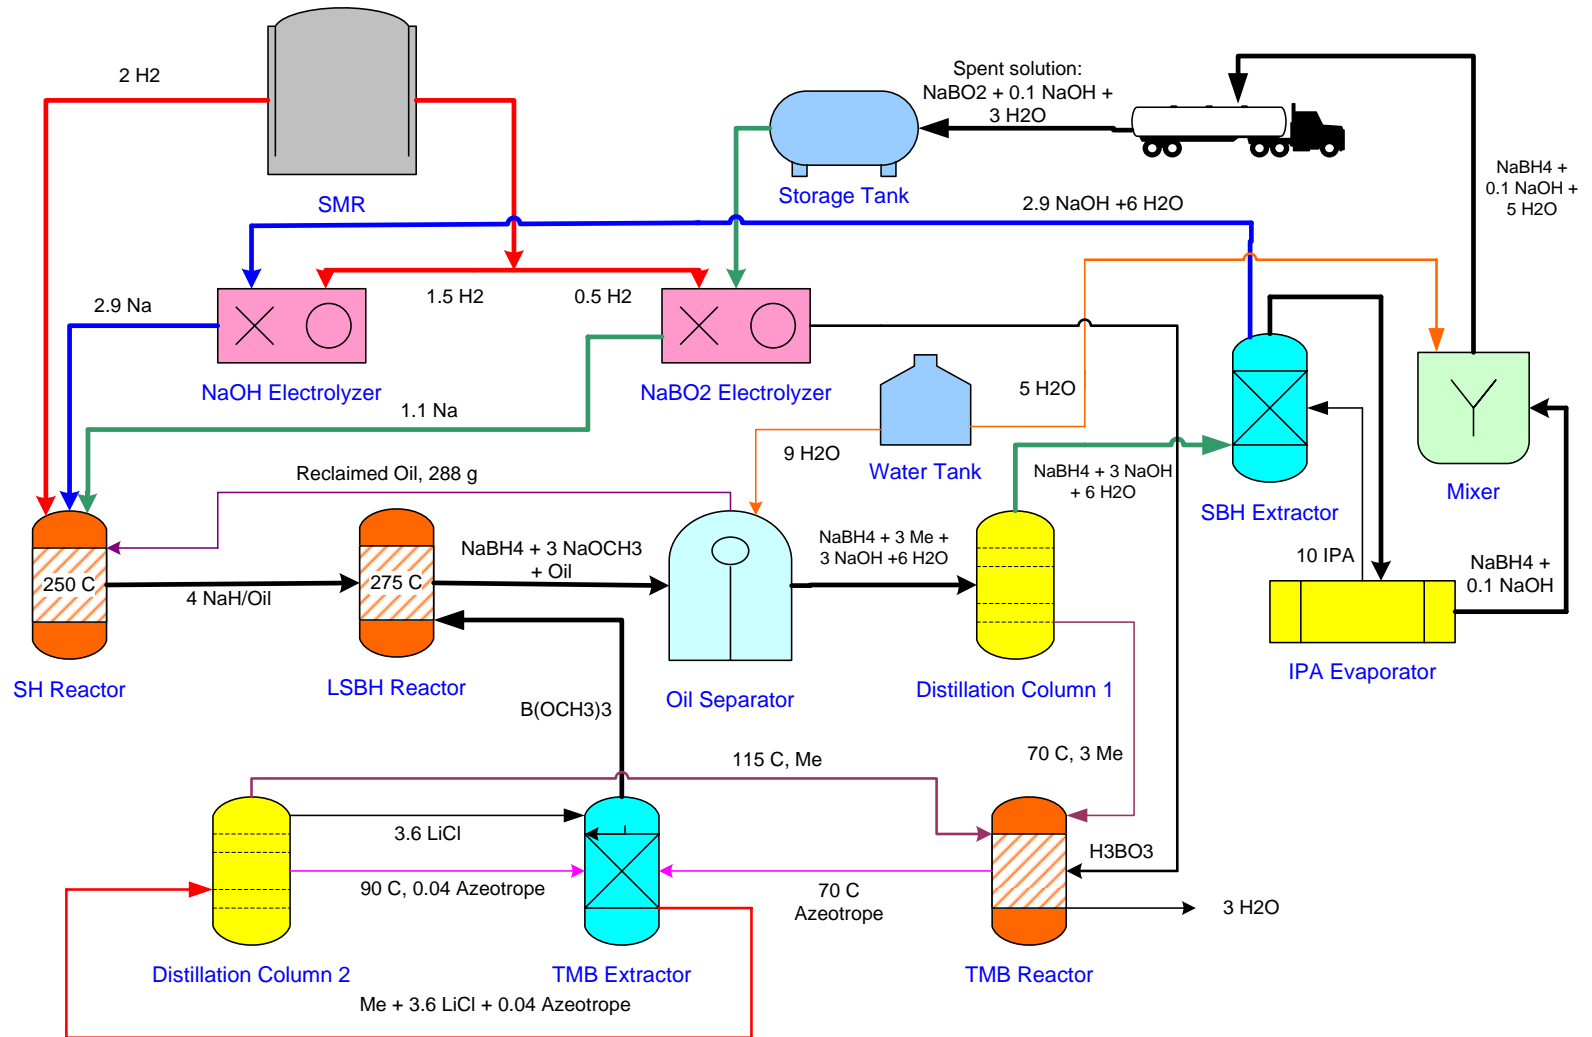 2 H2
Spent solution:
NaBO2 + 0.1 NaOH +
3 H2O
NaBH4 +
0.1 NaOH +
5 H2O
SMR
Storage Tank
2.9 NaOH +6 H2O
2.9 Na
1.5 H2
0.5 H2
NaOH Electrolyzer
NaBO2 Electrolyzer
5 H2O
1.1 Na
9 H2O
Water Tank
Reclaimed Oil, 288 g
NaBH4 + 3 NaOH
+ 6 H2O
SBH Extractor
Mixer
250 C
4 NaH/Oil
275 C
NaBH4 + 3 NaOCH3
+ Oil
NaBH4 + 3 Me +
3 NaOH +6 H2O
10 IPA
NaBH4 +
0.1 NaOH
SH Reactor
LSBH Reactor
Oil Separator
Distillation Column 1
IPA Evaporator
B(OCH3)3
115 C, Me
70 C, 3 Me
3.6 LiCl
90 C, 0.04 Azeotrope
70 C
Azeotrope
H3BO3
3 H2O
Distillation Column 2
TMB Extractor
TMB Reactor
Me + 3.6 LiCl + 0.04 Azeotrope